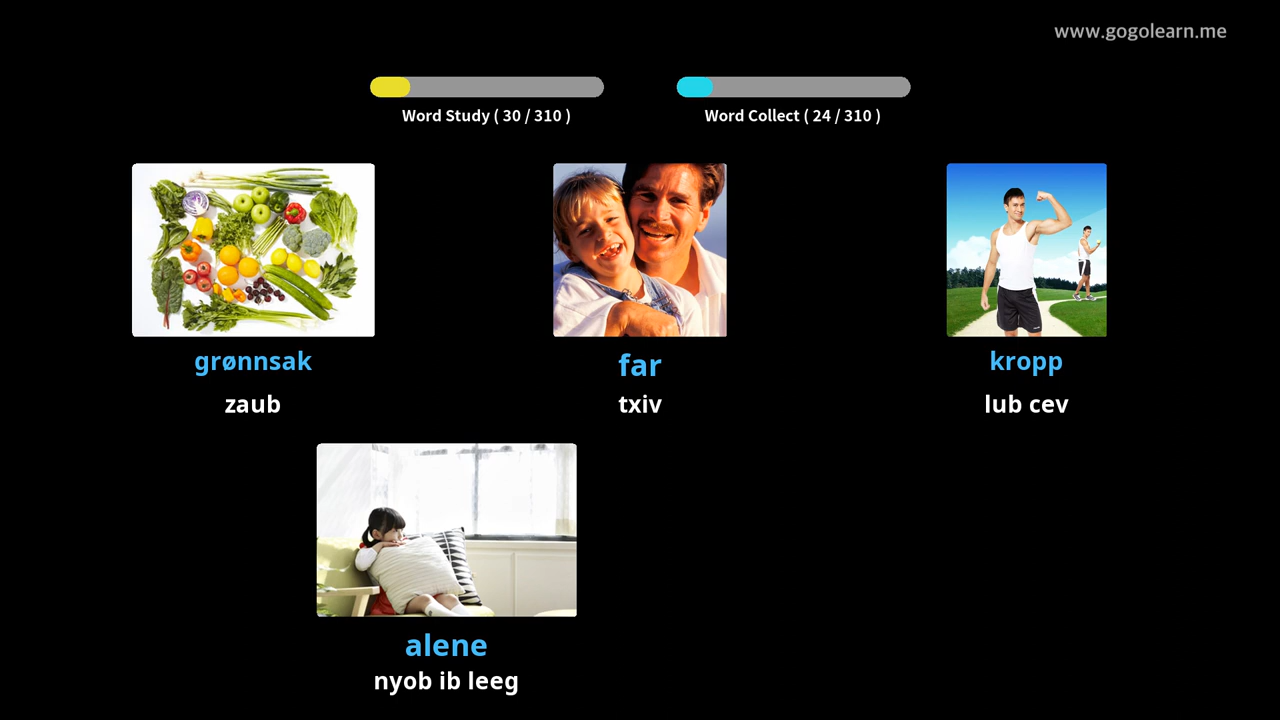 www.gogolearn.me
Word Study ( 30 / 310 )
Word Collect ( 24 / 310 )
grønnsak
far
kropp
zaub
txiv
lub cev
alene
nyob ib leeg